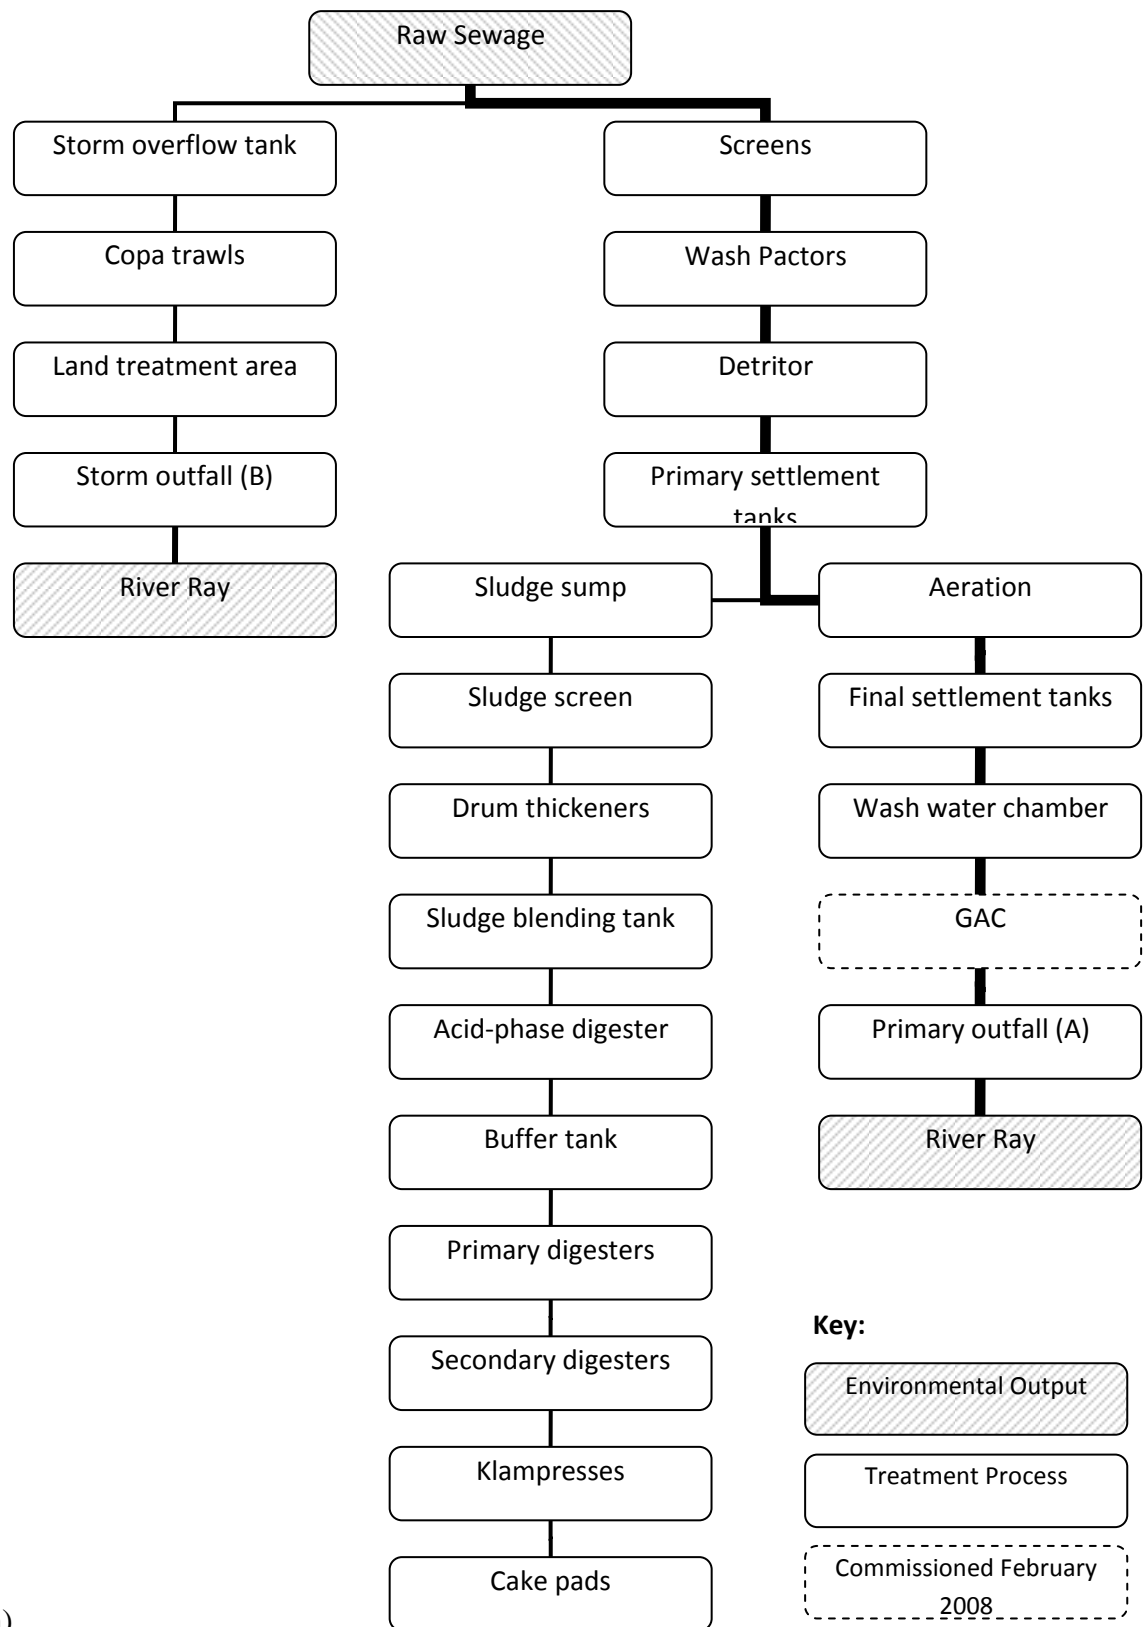 Raw Sewage
Storm overflow tank
Screens
Copa trawls
Wash Pactors
Land treatment area
Detritor
Storm outfall (B)
Primary settlement
tanks
River Ray
Sludge sump
Aeration
Sludge screen
Final settlement tanks
Drum thickeners
Wash water chamber
Sludge blending tank
GAC
Acid-phase digester
Primary outfall (A)
Buffer tank
River Ray
Primary digesters
Secondary digesters
Klampresses
Cake pads
Key:
Environmental Output
Treatment Process
Commissioned February
2008
)